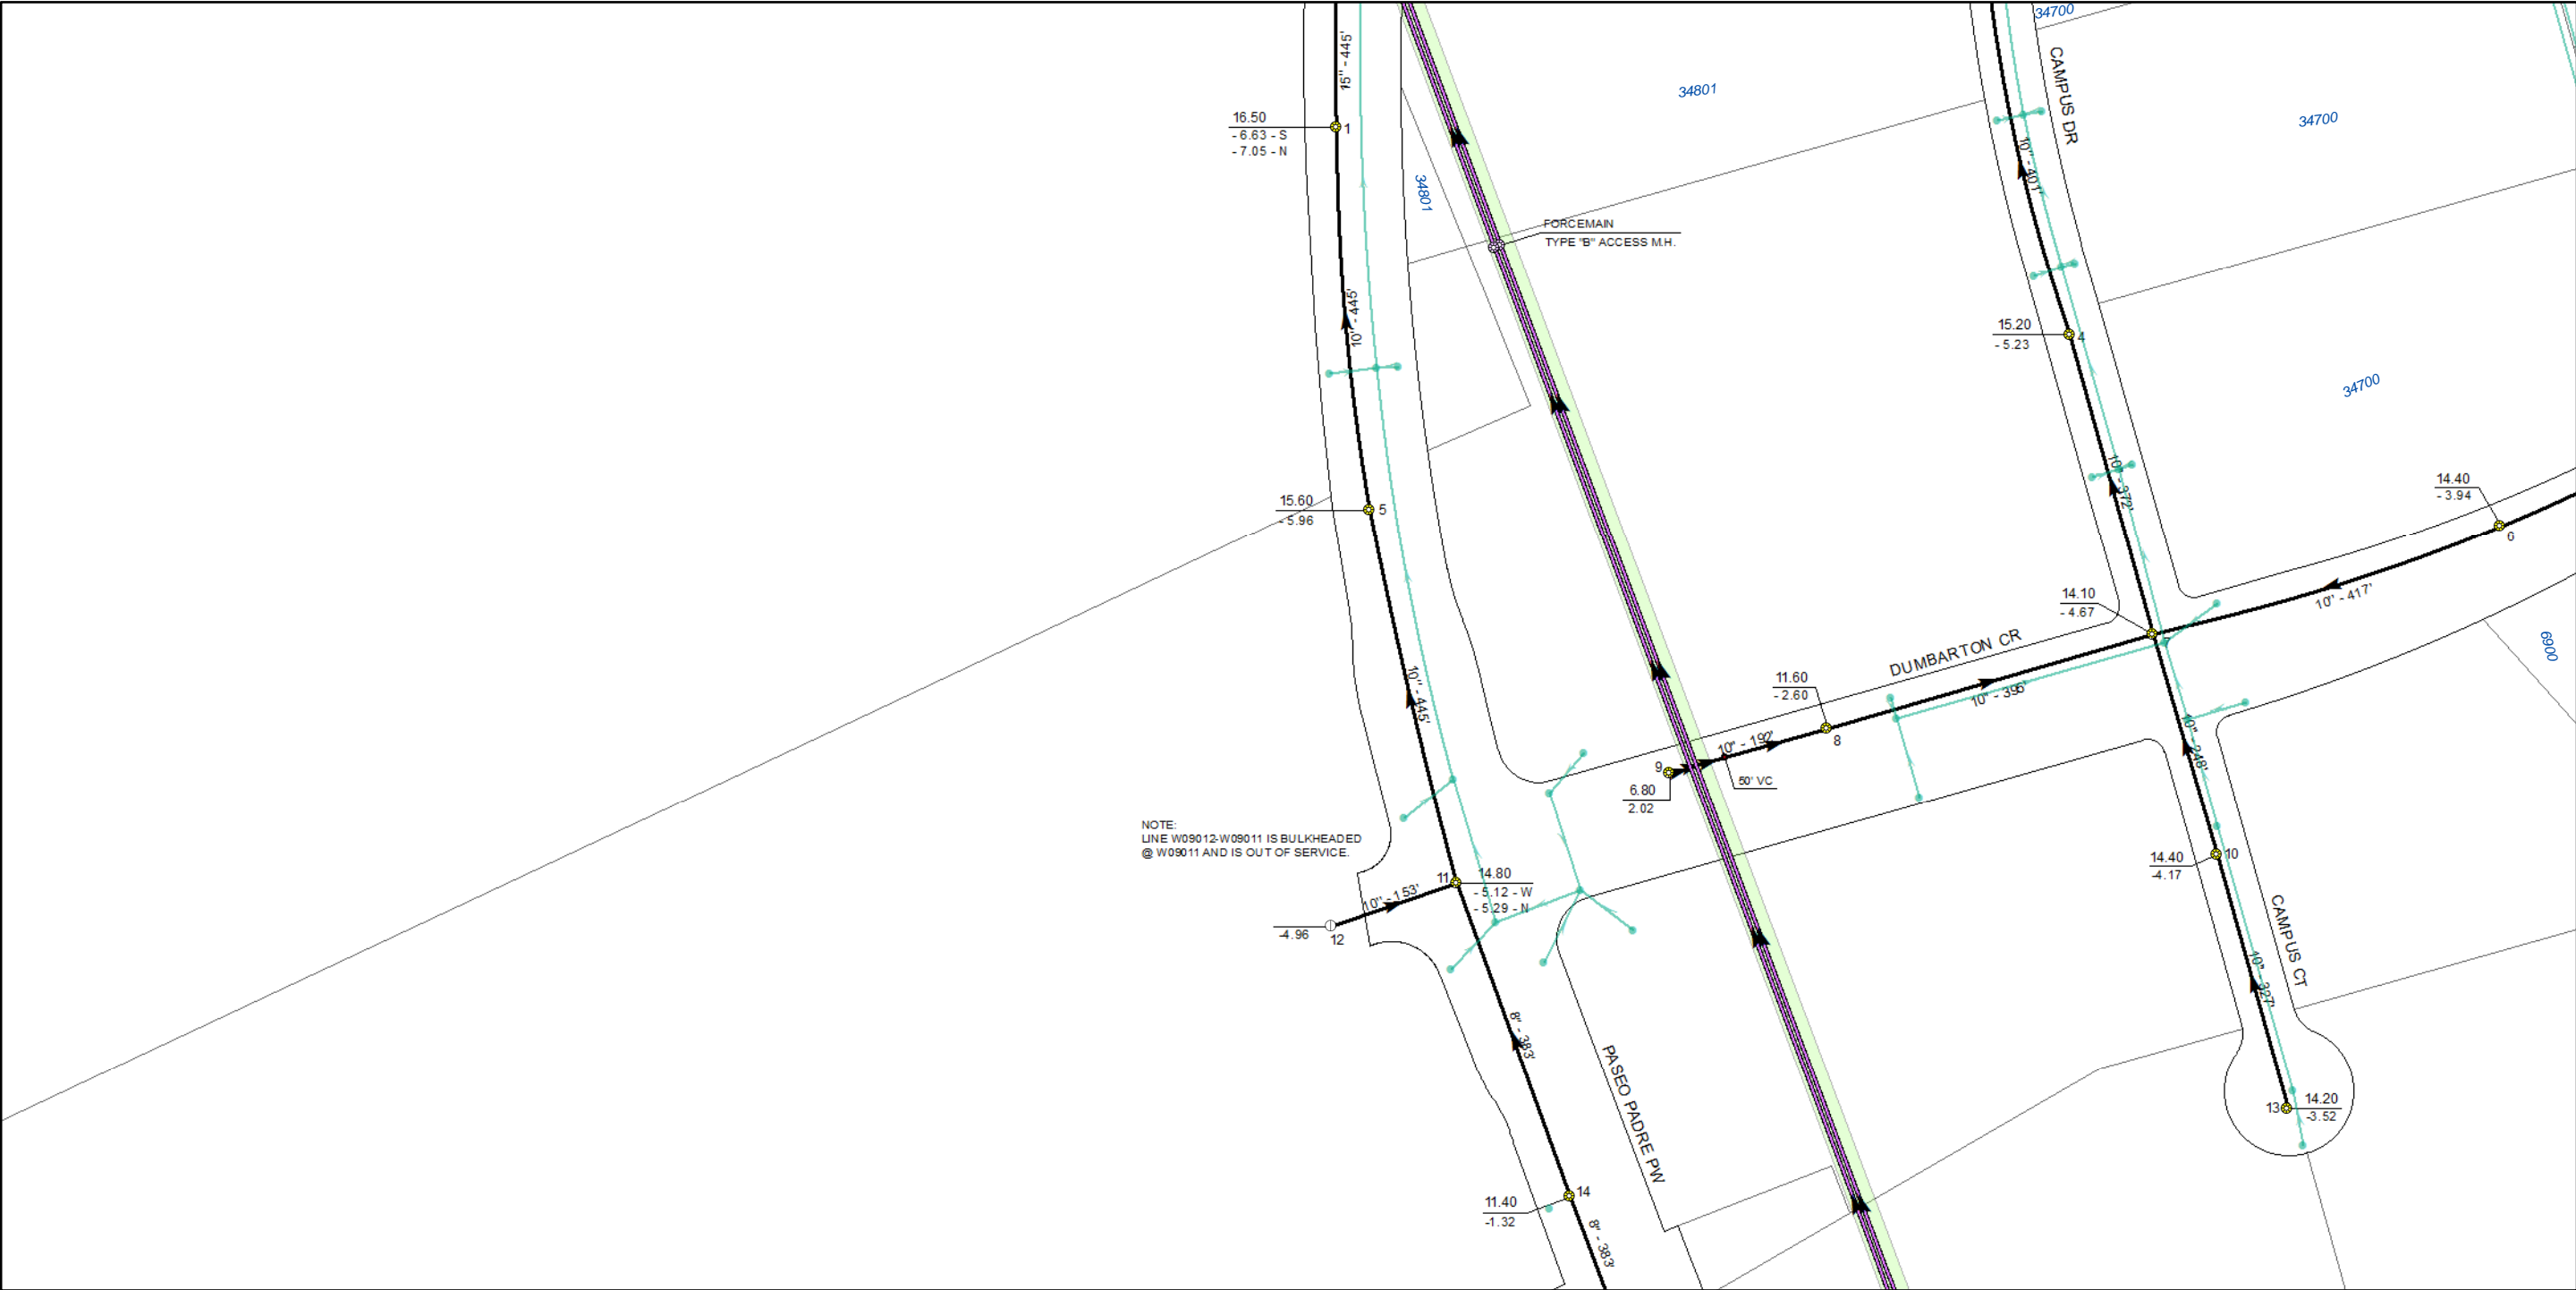 34700
15" - 445'
CAMPUS DR
34801
34700
16.50
- 6.63 - S
- 7.05 - N
1
10" - 401'
34801
FORCEMAIN
TYPE "B" ACCESS M.H.
10" - 445'
15.20
- 5.23
4
34700
10" - 372'
14.40
- 3.94
6
15.60
- 5.96
5
14.10
- 4.67
7
10" - 417'
6900
DUMBARTON CR
11.60
- 2.60
8
10" - 396'
10" - 445'
10" - 192'
9
50' VC
6.80
2.02
10" - 248'
NOTE:
LINE W09012-W09011 IS BULKHEADED
@ W09011 AND IS OUT OF SERVICE.
14.40
-4.17
10
11
14.80
- 5.12 - W
- 5.29 - N
10" - 153'
-4.96
12
CAMPUS CT
10" - 327'
8" - 383'
PASEO PADRE PW
13
14.20
-3.52
14
11.40
-1.32
8" - 383'